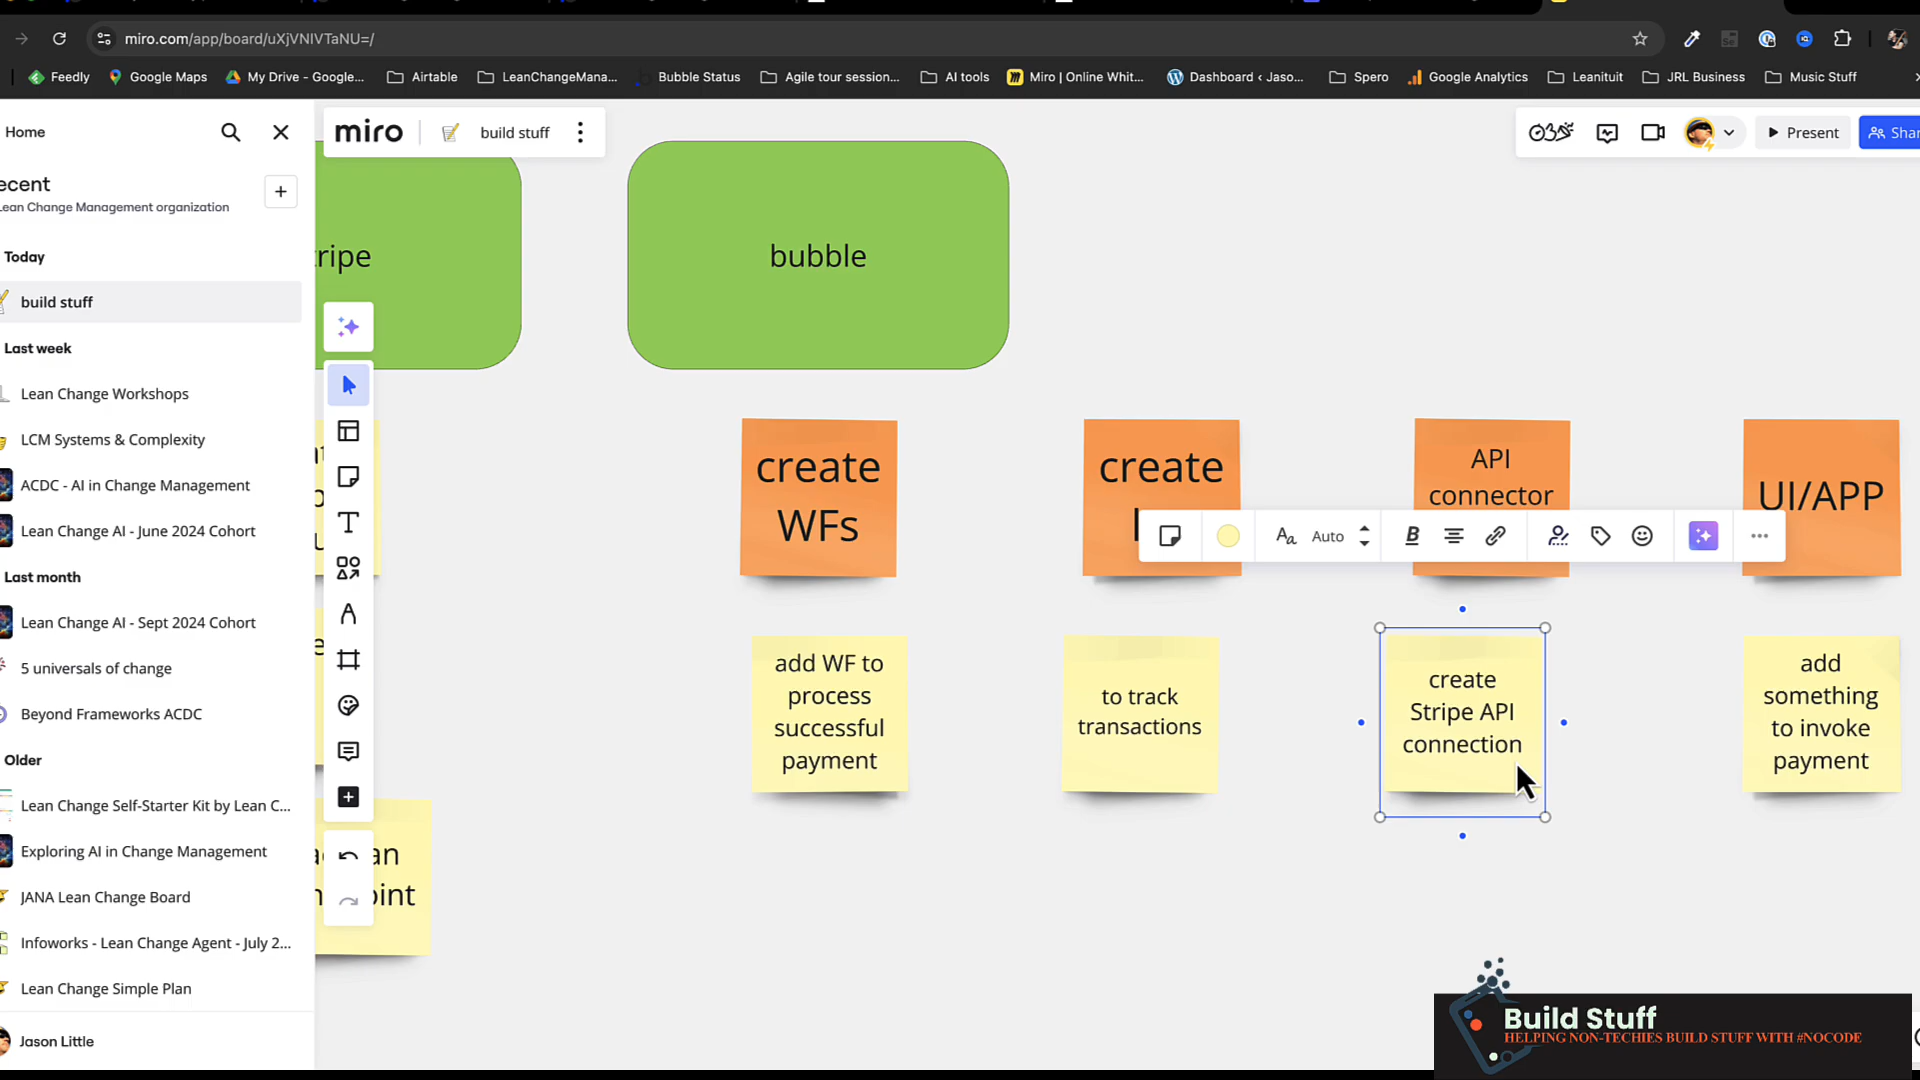 miro.com/app/board/uXjVNIVTaNU=/
Feedly
Google Maps
My Drive - Google...
Airtable
LeanChangeMana...
Bubble Status
Agile tour session...
AI tools
Miro | Online Whit...
Dashboard ‹ Jaso...
Spero
Google Analytics
Leanituit
JRL Business
Music Stuff
Home
ecent
Lean Change Management organization
Today
build stuff
Last week
Lean Change Workshops
LCM Systems & Complexity
ACDC - AI in Change Management
Lean Change AI - June 2024 Cohort
Last month
Lean Change AI - Sept 2024 Cohort
5 universals of change
Beyond Frameworks ACDC
Older
Lean Change Self-Starter Kit by Lean C...
Exploring AI in Change Management
JANA Lean Change Board
Infoworks - Lean Change Agent - July 2...
Lean Change Simple Plan
Jason Little
miro
build stuff
Present
Shar
ripe
bubble
create
WFs
create
API
connector
UI/APP
Auto
add WF to
process
successful
payment
to track
transactions
create
Stripe API
connection
add
something
to invoke
payment
an
oint
Build Stuff
HELPING NON-TECHIES BUILD STUFF WITH #NOCODE